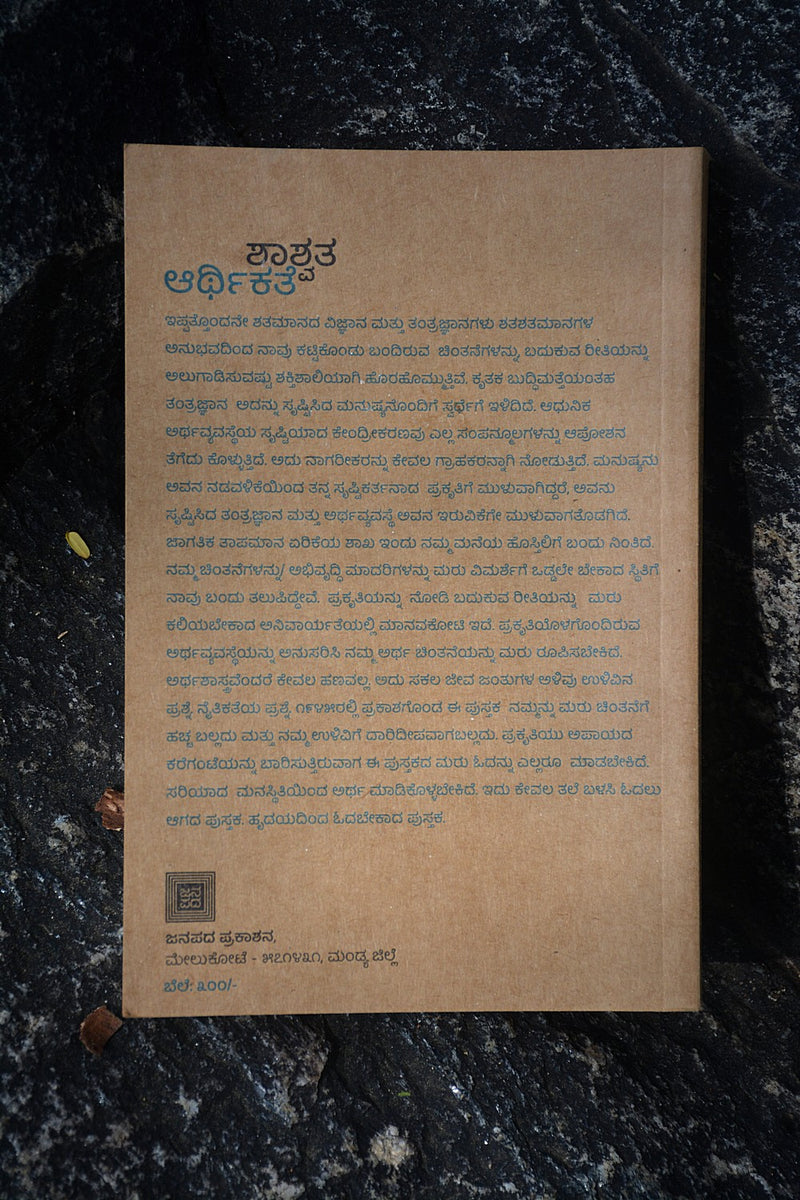 ಶಾಶ್ವತ
ಆರ್ಥಿಕತೆ
ಇಪ್ಪತ್ತೊಂದನೇ ಶತಮಾನದ ವಿಜ್ಞಾನ ಮತ್ತು ತಂತ್ರಜ್ಞಾನಗಳು ಶತಶತಮಾನಗಳ
ಅನುಭವದಿಂದ ನಾವು ಕಟ್ಟಿಕೊಂಡು ಬಂದಿರುವ ಚಿಂತನೆಗಳನ್ನು, ಬದುಕುವ ರೀತಿಯನ್ನು
ಅಲುಗಾಡಿಸುವಷ್ಟು ಶಕ್ತಿಶಾಲಿಯಾಗಿ ಹೊರಹೊಮ್ಮುತ್ತಿವೆ. ಕೃತಕ ಬುದ್ಧಿಮತ್ತೆಯಂತಹ
ತಂತ್ರಜ್ಞಾನ ಅದನ್ನು ಸೃಷ್ಟಿಸಿದ ಮನುಷ್ಯನೊಂದಿಗೆ ಸ್ಪರ್ಧೆಗೆ ಇಳಿದಿದೆ. ಆಧುನಿಕ
ಅರ್ಥವ್ಯವಸ್ಥೆಯ ಸೃಷ್ಟಿಯಾದ ಕೇಂದ್ರೀಕರಣವು ಎಲ್ಲ ಸಂಪನ್ಮೂಲಗಳನ್ನು ಆಪೋಶನ
ತೆಗೆದು ಕೊಳ್ಳುತ್ತಿದೆ. ಅದು ನಾಗರೀಕರನ್ನು ಕೇವಲ ಗ್ರಾಹಕರನ್ನಾಗಿ ನೋಡುತ್ತಿದೆ. ಮನುಷ್ಯನು
ಅವನ ನಡವಳಿಕೆಯಿಂದ ತನ್ನ ಸೃಷ್ಟಿಕರ್ತನಾದ ಪ್ರಕೃತಿಗೆ ಮುಳುವಾಗಿದ್ದರೆ, ಅವನು
ಸೃಷ್ಟಿಸಿದ ತಂತ್ರಜ್ಞಾನ ಮತ್ತು ಅರ್ಥವ್ಯವಸ್ಥೆ ಅವನ ಇರುವಿಕೆಗೇ ಮುಳುವಾಗತೊಡಗಿದೆ.
ಜಾಗತಿಕ ತಾಪಮಾನ ಏರಿಕೆಯ ಶಾಖ ಇಂದು ನಮ್ಮ ಮನೆಯ ಹೊಸ್ತಿಲಿಗೆ ಬಂದು ನಿಂತಿದೆ.
ನಮ್ಮ ಚಿಂತನೆಗಳನ್ನು/ ಅಭಿವೃದ್ಧಿ ಮಾದರಿಗಳನ್ನು ಮರು ವಿಮರ್ಶೆಗೆ ಒಡ್ಡಲೇ ಬೇಕಾದ ಸ್ಥಿತಿಗೆ
ನಾವು ಬಂದು ತಲುಪಿದ್ದೇವೆ. ಪ್ರಕೃತಿಯನ್ನು ನೋಡಿ ಬದುಕುವ ರೀತಿಯನ್ನು ಮರು
ಕಲಿಯಬೇಕಾದ ಅನಿವಾರ್ಯತೆಯಲ್ಲಿ ಮಾನವಕೋಟಿ ಇದೆ. ಪ್ರಕೃತಿಯೊಳಗೊಂದಿರುವ
ಅರ್ಥವ್ಯವಸ್ಥೆಯನ್ನು ಅನುಸರಿಸಿ ನಮ್ಮ ಅರ್ಥ ಚಿಂತನೆಯನ್ನು ಮರು ರೂಪಿಸಬೇಕಿದೆ.
ಅರ್ಥಶಾಸ್ತ್ರವೆಂದರೆ ಕೇವಲ ಹಣವಲ್ಲ, ಅದು ಸಕಲ ಜೀವ ಜಂತುಗಳ ಅಳಿವು ಉಳಿವಿನ
ಪ್ರಶ್ನೆ. ನೈತಿಕತೆಯ ಪ್ರಶ್ನೆ. ೧೯೪೫ರಲ್ಲಿ ಪ್ರಕಾಶಗೊಂಡ ಈ ಪುಸ್ತಕ ನಮ್ಮನ್ನು ಮರು ಚಿಂತನೆಗೆ
ಹಚ್ಚ ಬಲ್ಲದು ಮತ್ತು ನಮ್ಮ ಉಳಿವಿಗೆ ದಾರಿದೀಪವಾಗಬಲ್ಲದು. ಪ್ರಕೃತಿಯು ಅಪಾಯದ
ಕರೆಗಂಟೆಯನ್ನು ಬಾರಿಸುತ್ತಿರುವಾಗ ಈ ಪುಸ್ತಕದ ಮರು ಓದನ್ನು ಎಲ್ಲರೂ ಮಾಡಬೇಕಿದೆ.
ಸರಿಯಾದ ಮನಸ್ಥಿತಿಯಿಂದ ಅರ್ಥ ಮಾಡಿಕೊಳ್ಳಬೇಕಿದೆ. ಇದು ಕೇವಲ ತಲೆ ಬಳಸಿ ಓದಲು
ಆಗದ ಪುಸ್ತಕ. ಹೃದಯದಿಂದ ಓದಬೇಕಾದ ಪುಸ್ತಕ.
ಜನ
ಪದ
ಜನಪದ ಪ್ರಕಾಶನ,
ಮೇಲುಕೋಟೆ - ೫೭೧೪೩೧, ಮಂಡ್ಯ ಜಿಲ್ಲೆ
ಬೆಲೆ: ೩೦೦/-